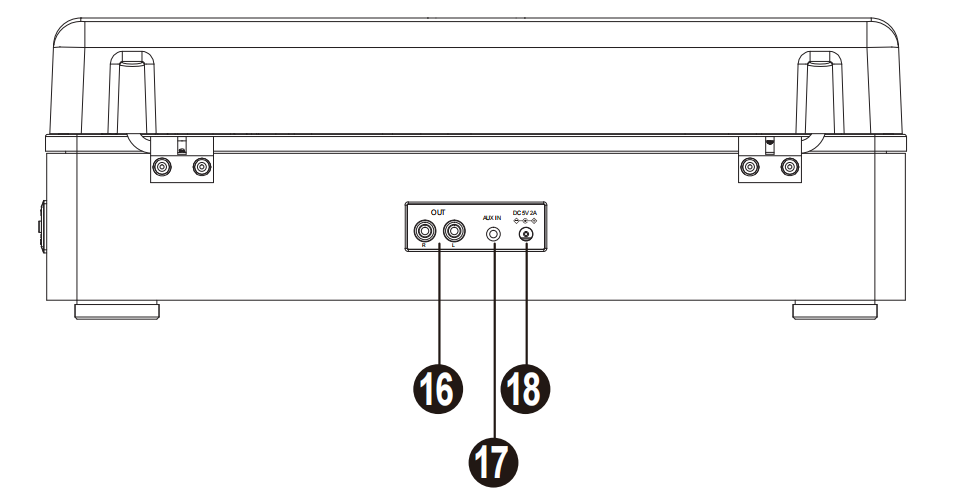 OUT
AUX IN
DC 5V 2A
R
L
16
18
17